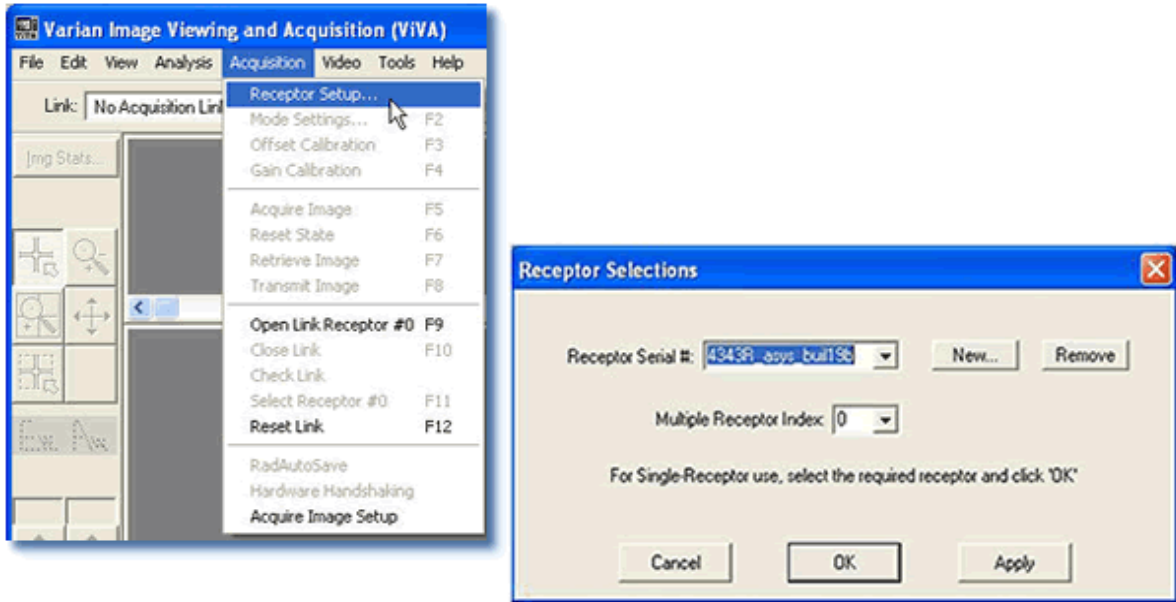 Varian Image Viewing and Acquisition (ViVA)
File Edit View Analysis Acquisition Video Tools Help
Link: No Acquisition Link
Img Stats...
Receptor Setup...
Mode Settings... F2
Offset Calibration F3
Gain Calibration F4
Acquire Image F5
Reset State F6
Retrieve Image F7
Transmit Image F8
Open Link Receptor #0 F9
Close Link F10
Check Link
Select Receptor #0 F11
Reset Link F12
RadAutoSave
Hardware Handshaking
Acquire Image Setup
Receptor Selections
Receptor Serial #: 4343R_asys_buil19b New... Remove
Multiple Receptor Index: 0
For Single-Receptor use, select the required receptor and click 'OK'
Cancel OK Apply